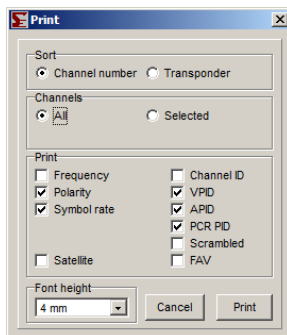 Print
Sort
Channel number Transponder
Channels
All Selected
Print
Frequency Channel ID
Polarity VPID
Symbol rate APID
PCR PID
Scrambled
Satellite FAV
Font height
4 mm Cancel Print